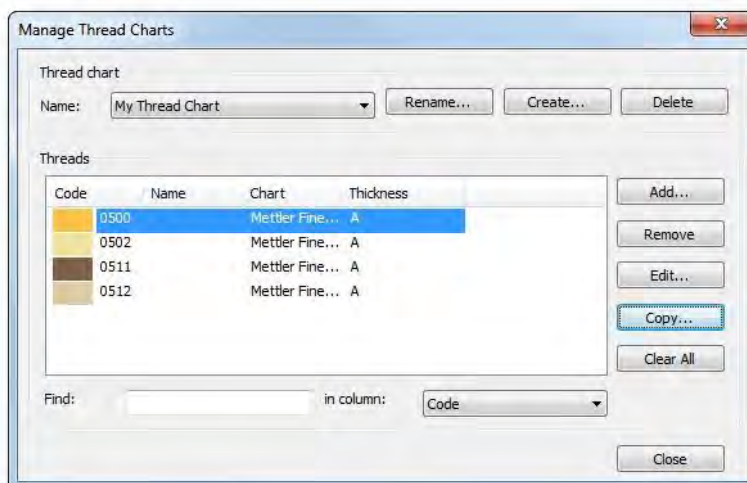 Manage Thread Charts
Thread chart
Name: My Thread Chart Rename... Create... Delete
Threads
Code Name Chart Thickness
0500 Mettler Fine... A
0502 Mettler Fine... A
0511 Mettler Fine... A
0512 Mettler Fine... A
Add...
Remove
Edit...
Copy...
Clear All
Find: in column: Code
Close